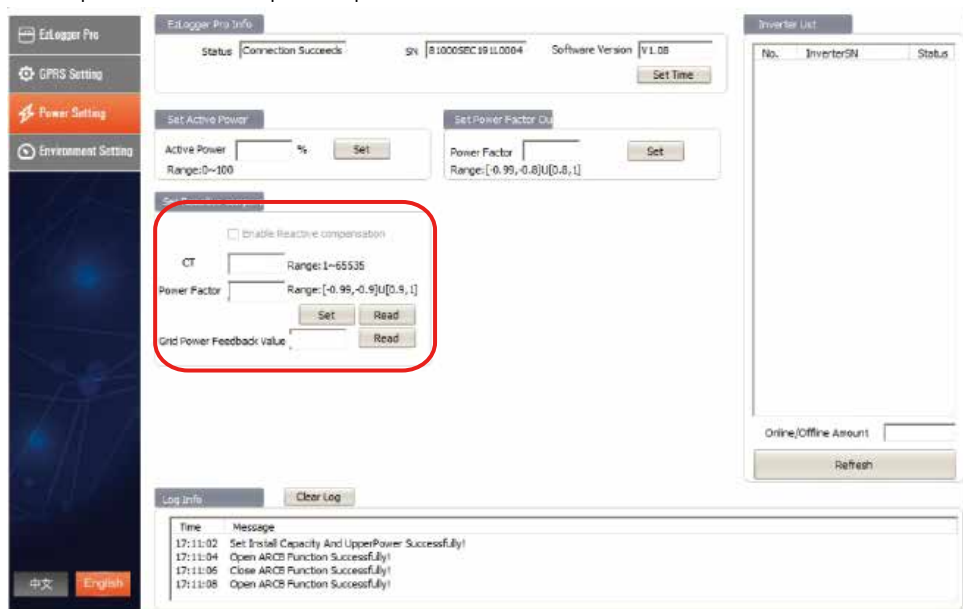 EzLogger Pro
GPRS Setting
Power Setting
Environment Setting
中文 English
EzLogger Pro Info
Status Connection Succeeds SN 81000SEC191L0004 Software Version V1.08
Set Time
Set Active Power
Active Power % Set
Range:0~100
Set Power Factor Ou
Power Factor Set
Range:[-0.99,-0.8]U[0.8,1]
Enable Reactive compensation
CT Range:1~65535
Power Factor Range:[-0.99,-0.9]U[0.9,1]
Set Read
Grid Power Feedback Value Read
Inverter List
No. InverterSN Status
Online/Offline Amount
Refresh
Log Info Clear Log
Time Message
17:11:02 Set Install Capacity And UpperPower Successfully!
17:11:04 Open ARCB Function Successfully!
17:11:06 Close ARCB Function Successfully!
17:11:08 Open ARCB Function Successfully!